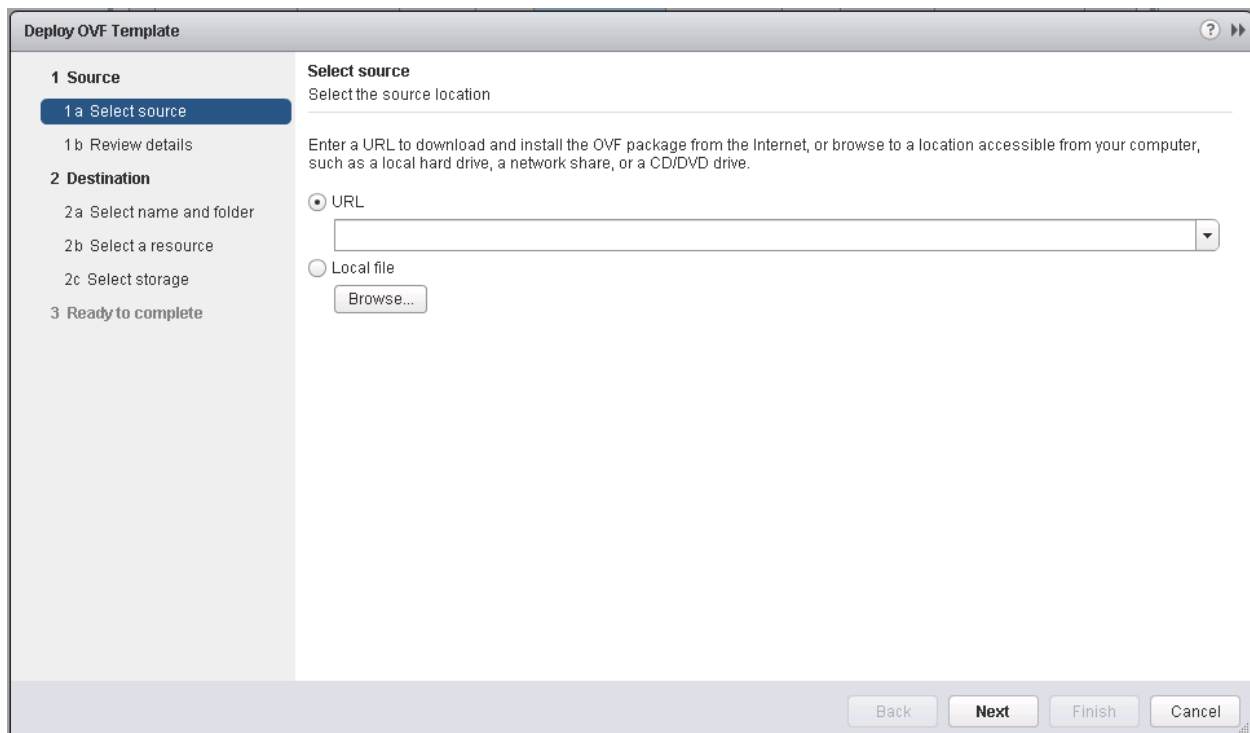 Deploy OVF Template
1 Source
1a Select source
1b Review details
2 Destination
2a Select name and folder
2b Select a resource
2c Select storage
3 Ready to complete
Select source
Select the source location
Enter a URL to download and install the OVF package from the Internet, or browse to a location accessible from your computer,
such as a local hard drive, a network share, or a CD/DVD drive.
URL
Local file
Browse...
Back
Next
Finish
Cancel